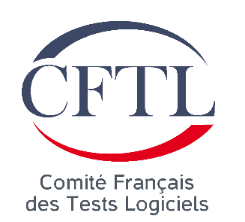 CFTL
Comité Français
des Tests Logiciels